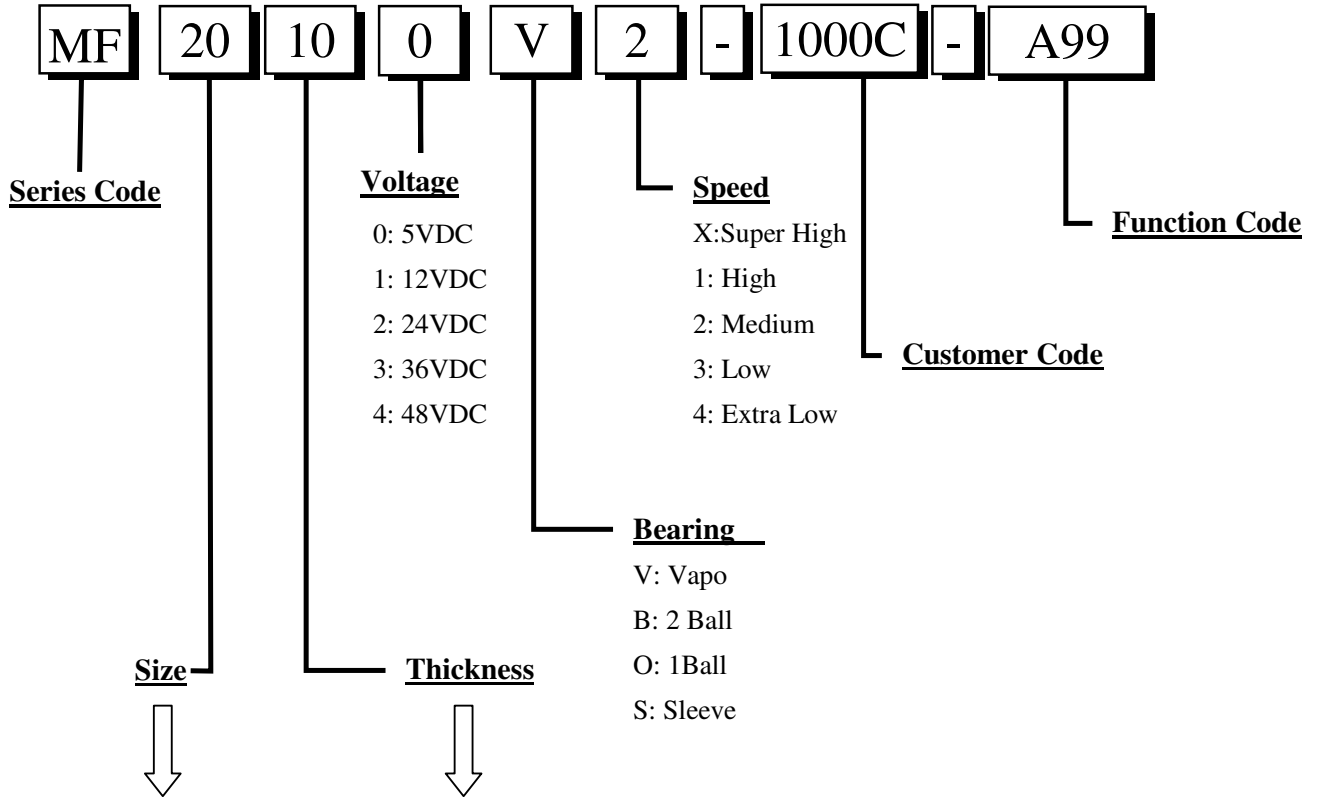 MF 20 10 0 V 2 - 1000C - A99
Series Code
Voltage
0: 5VDC
1: 12VDC
2: 24VDC
3: 36VDC
4: 48VDC
Speed
X:Super High
1: High
2: Medium
3: Low
4: Extra Low
Function Code
Customer Code
Bearing
V: Vapo
B: 2 Ball
O: 1Ball
S: Sleeve
Size
Thickness